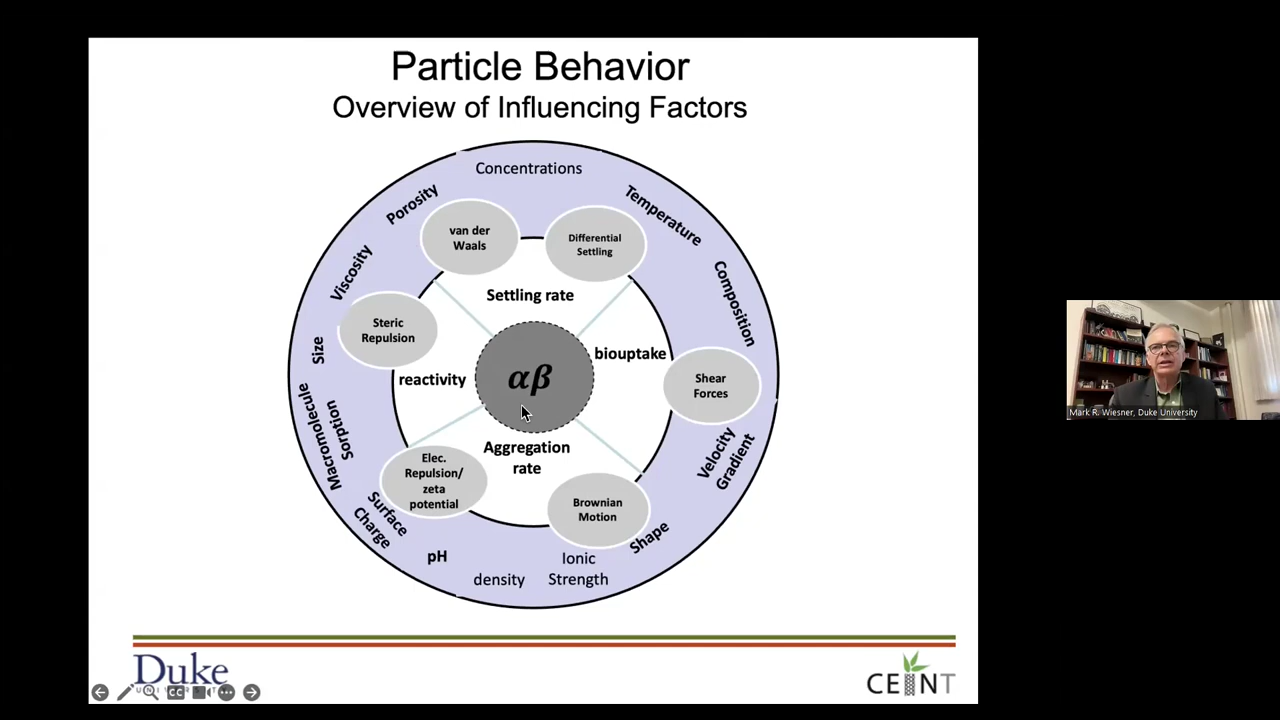 Particle Behavior
Overview of Influencing Factors
Concentrations
Porosity
Temperature
van der
Waals
Differential
Settling
Viscosity
Composition
Settling rate
Steric
Repulsion
Size
biouptake
αβ
reactivity
Shear
Forces
Macromolecule
Sorption
Velocity
Gradient
Aggregation
rate
Elec.
Repulsion/
zeta
potential
Brownian
Motion
Surface
Charge
Shape
pH
Ionic
Strength
density
Duke
CEINT
CC
Mark R. Wiesner, Duke University